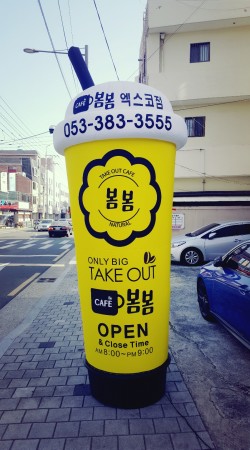 CAFE 봄봄 엑스코점
053-383-3555
TAKE OUT CAFE
봄봄
NATURAL
ONLY BIG
TAKE OUT
CAFE 봄봄
OPEN
& Close Time
AM 8:00~PM 9:00